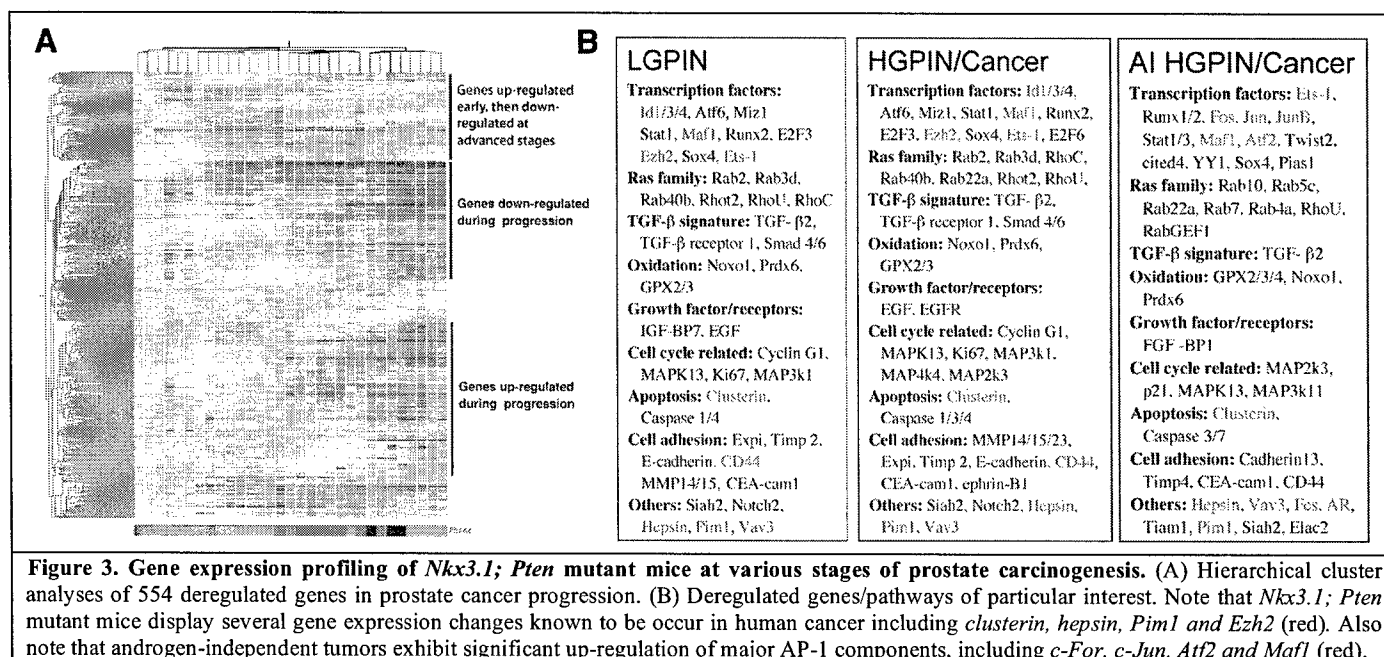 A
Genes up-regulated
early, then down-
regulated at
advanced stages
Genes down-regulated
during progression
Genes up-regulated
during progression
B
LGPIN
Transcription factors:
Id1/3/4, Atf6, Miz1
Stat1, Maf1, Runx2, E2F3
Ezh2, Sox4, Ets-1
Ras family: Rab2, Rab3d,
Rab40b, Rhot2, RhoU, RhoC
TGF-β signature: TGF- β2,
TGF-β receptor 1, Smad 4/6
Oxidation: Noxo1, Prdx6,
GPX2/3
Growth factor/receptors:
IGF-BP7, EGF
Cell cycle related: Cyclin G1,
MAPK13, Ki67, MAP3k1
Apoptosis: Clusterin,
Caspase 1/4
Cell adhesion: Expi, Timp 2,
E-cadherin, CD44
MMP14/15, CEA-cam1
Others: Siah2, Notch2,
Hepsin, Pim1, Vav3
HGPIN/Cancer
Transcription factors: Id1/3/4,
Atf6, Miz1, Stat1, Maf1, Runx2,
E2F3, Ezh2, Sox4, Ets-1, E2F6
Ras family: Rab2, Rab3d, RhoC,
Rab40b, Rab22a, Rhot2, RhoU,
TGF-β signature: TGF- β2,
TGF-β receptor 1, Smad 4/6
Oxidation: Noxo1, Prdx6,
GPX2/3
Growth factor/receptors:
EGF, EGFR
Cell cycle related: Cyclin G1,
MAPK13, Ki67, MAP3k1,
MAP4k4, MAP2k3
Apoptosis: Clusterin,
Caspase 1/3/4
Cell adhesion: MMP14/15/23,
Expi, Timp 2, E-cadherin, CD44,
CEA-cam1, ephrin-B1
Others: Siah2, Notch2, Hepsin,
Pim1, Vav3
AI HGPIN/Cancer
Transcription factors: Ets-1,
Runx1/2, Fos, Jun, JunB,
Stat1/3, Maf1, Atf2, Twist2,
cited4, YY1, Sox4, Pias1
Ras family: Rab10, Rab5c,
Rab22a, Rab7, Rab4a, RhoU,
RabGEF1
TGF-β signature: TGF- β2
Oxidation: GPX2/3/4, Noxo1,
Prdx6
Growth factor/receptors:
FGF -BP1
Cell cycle related: MAP2k3,
p21, MAPK13, MAP3k11
Apoptosis: Clusterin,
Caspase 3/7
Cell adhesion: Cadherin13,
Timp4, CEA-cam1, CD44
Others: Hepsin, Vav3, Fos, AR,
Tiam1, Pim1, Siah2, Elac2
Figure 3. Gene expression profiling of Nkx3.1; Pten mutant mice at various stages of prostate carcinogenesis. (A) Hierarchical cluster
analyses of 554 deregulated genes in prostate cancer progression. (B) Deregulated genes/pathways of particular interest. Note that Nkx3.1; Pten
mutant mice display several gene expression changes known to be occur in human cancer including clusterin, hepsin, Pim1 and Ezh2 (red). Also
note that androgen-independent tumors exhibit significant up-regulation of major AP-1 components, including c-For, c-Jun, Atf2 and Maf1 (red).